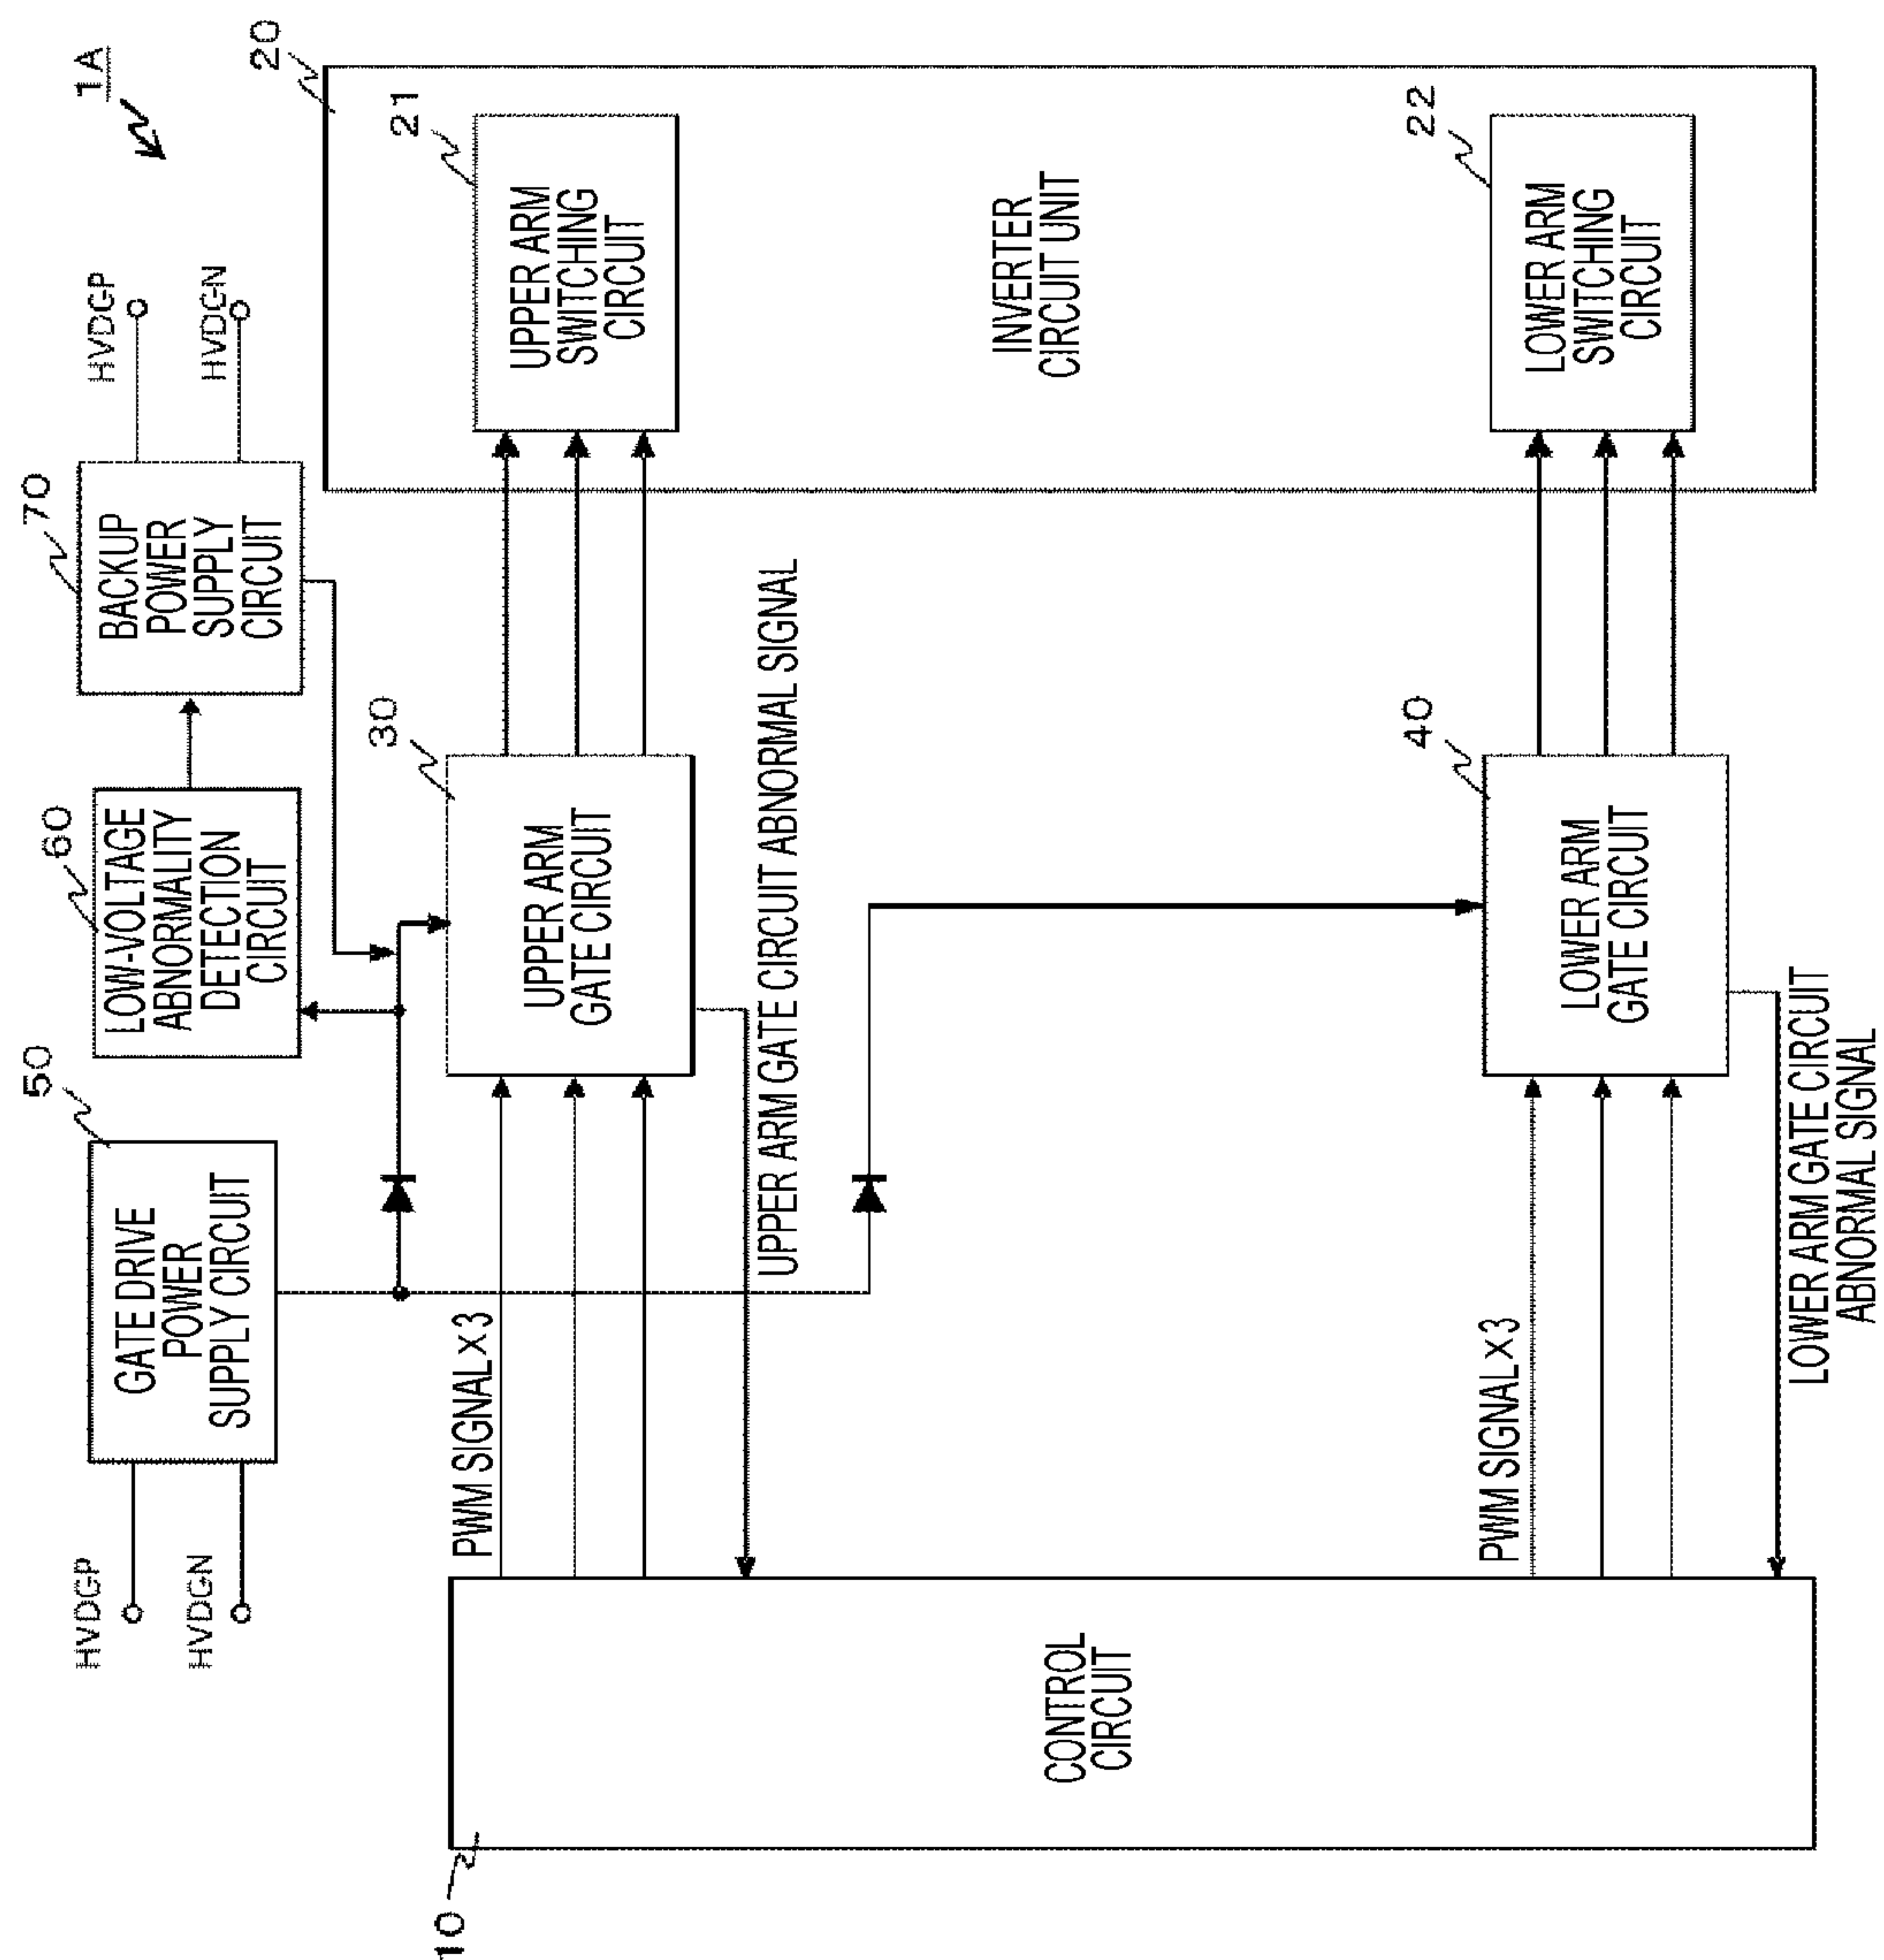 1A
HVDGP
HVDGN
50
GATE DRIVE
POWER
SUPPLY CIRCUIT
60
LOW-VOLTAGE
ABNORMALITY
DETECTION
CIRCUIT
70
BACKUP
POWER
SUPPLY
CIRCUIT
HVDGP
HVDGN
10
CONTROL
CIRCUIT
PWM SIGNAL×3
30
UPPER ARM
GATE CIRCUIT
UPPER ARM GATE CIRCUIT ABNORMAL SIGNAL
20
21
UPPER ARM
SWITCHING
CIRCUIT
INVERTER
CIRCUIT UNIT
PWM SIGNAL×3
40
LOWER ARM
GATE CIRCUIT
22
LOWER ARM
SWITCHING
CIRCUIT
LOWER ARM GATE CIRCUIT
ABNORMAL SIGNAL